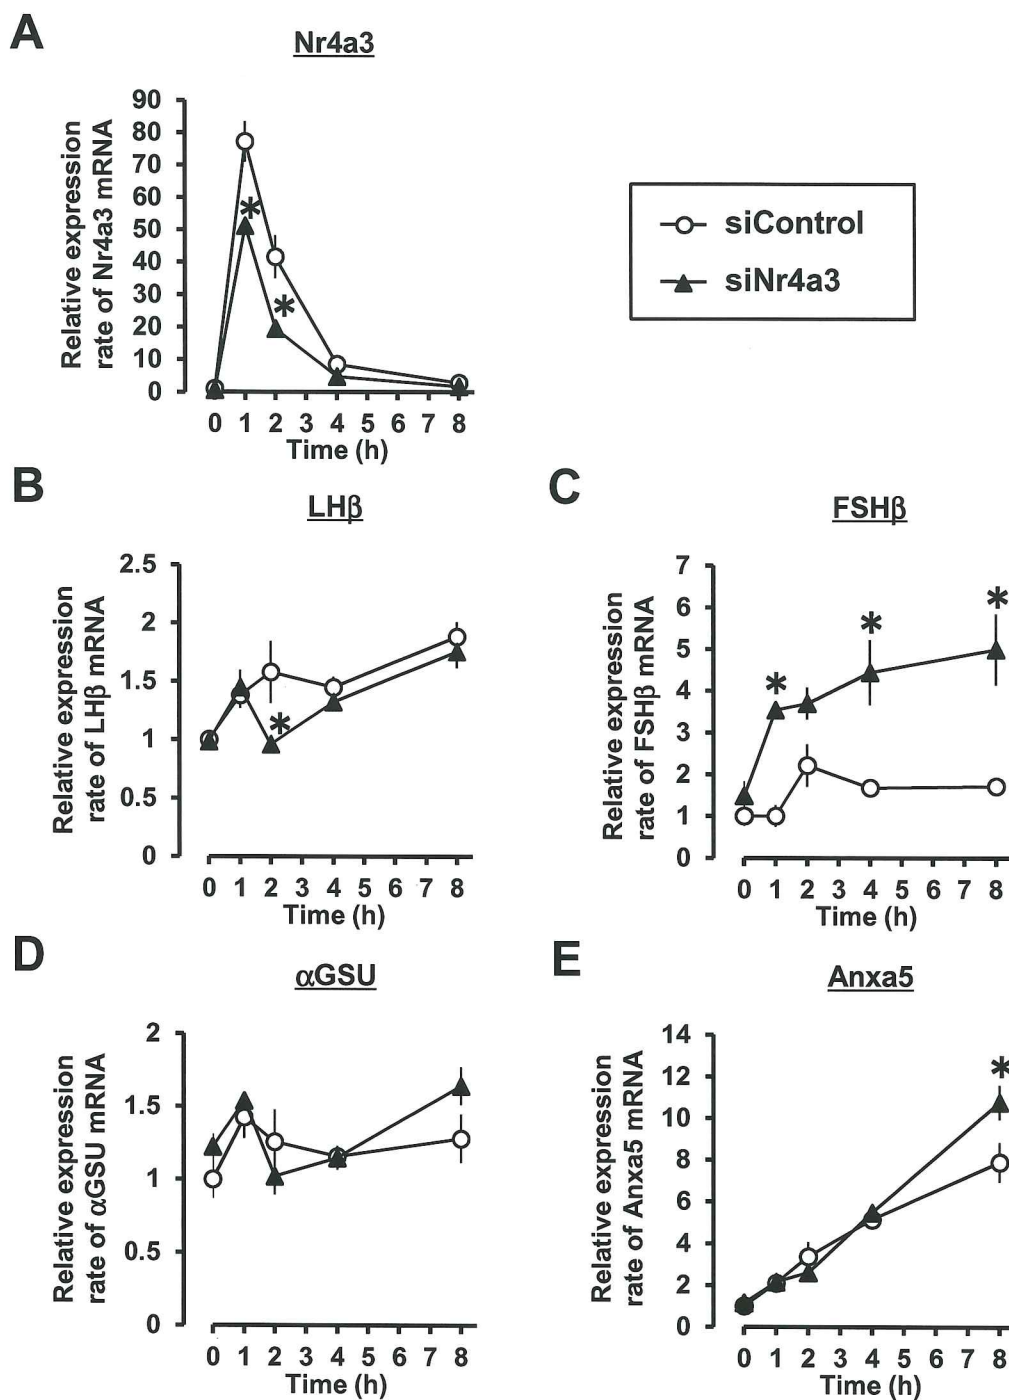 A
Nr4a3
Relative expression
rate of Nr4a3 mRNA
90
80
70
60
50
40
30
20
10
0
*
*
0 1 2 3 4 5 6 7 8
Time (h)
siControl
siNr4a3
B
LHβ
Relative expression
rate of LHβ mRNA
2.5
2
1.5
1
0.5
0
*
0 1 2 3 4 5 6 7 8
Time (h)
C
FSHβ
Relative expression
rate of FSHβ mRNA
7
6
5
4
3
2
1
0
*
*
*
0 1 2 3 4 5 6 7 8
Time (h)
D
αGSU
Relative expression
rate of αGSU mRNA
2
1.5
1
0.5
0
0 1 2 3 4 5 6 7 8
Time (h)
E
Anxa5
Relative expression
rate of Anxa5 mRNA
14
12
10
8
6
4
2
0
*
0 1 2 3 4 5 6 7 8
Time (h)